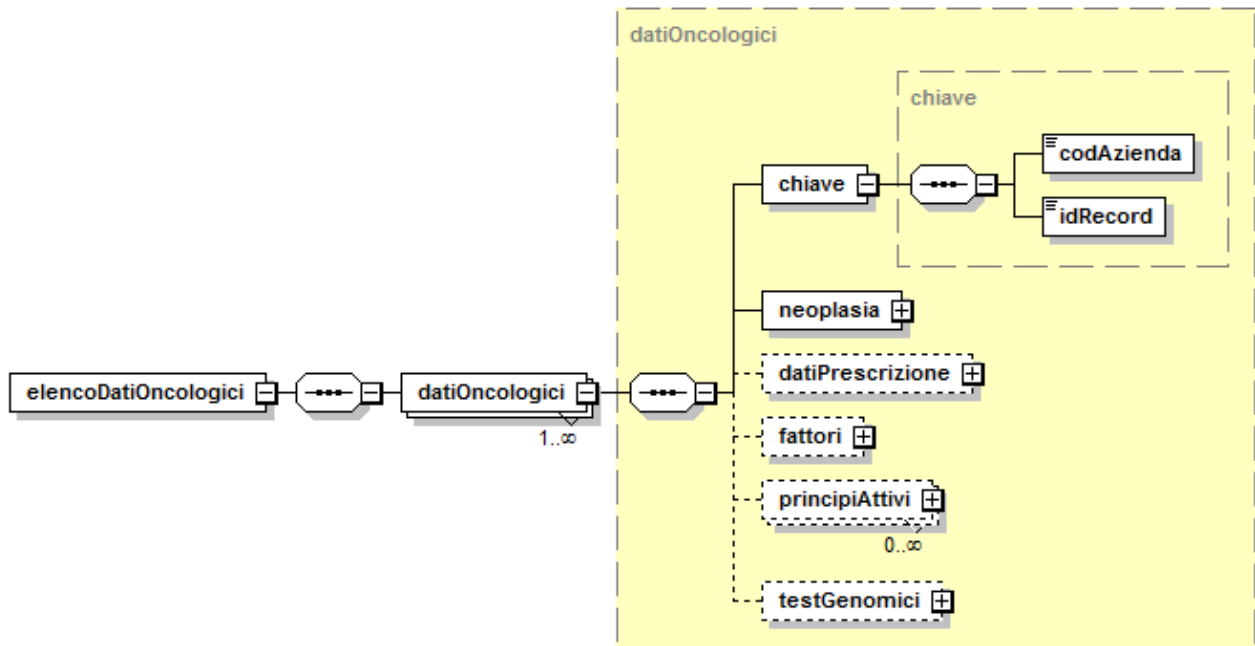 datiOncologici
chiave
codAzienda
chiave
idRecord
neoplasia
elencoDatiOncologici
datiOncologici
1..∞
datiPrescrizione
fattori
principiAttivi
0..∞
testGenomici